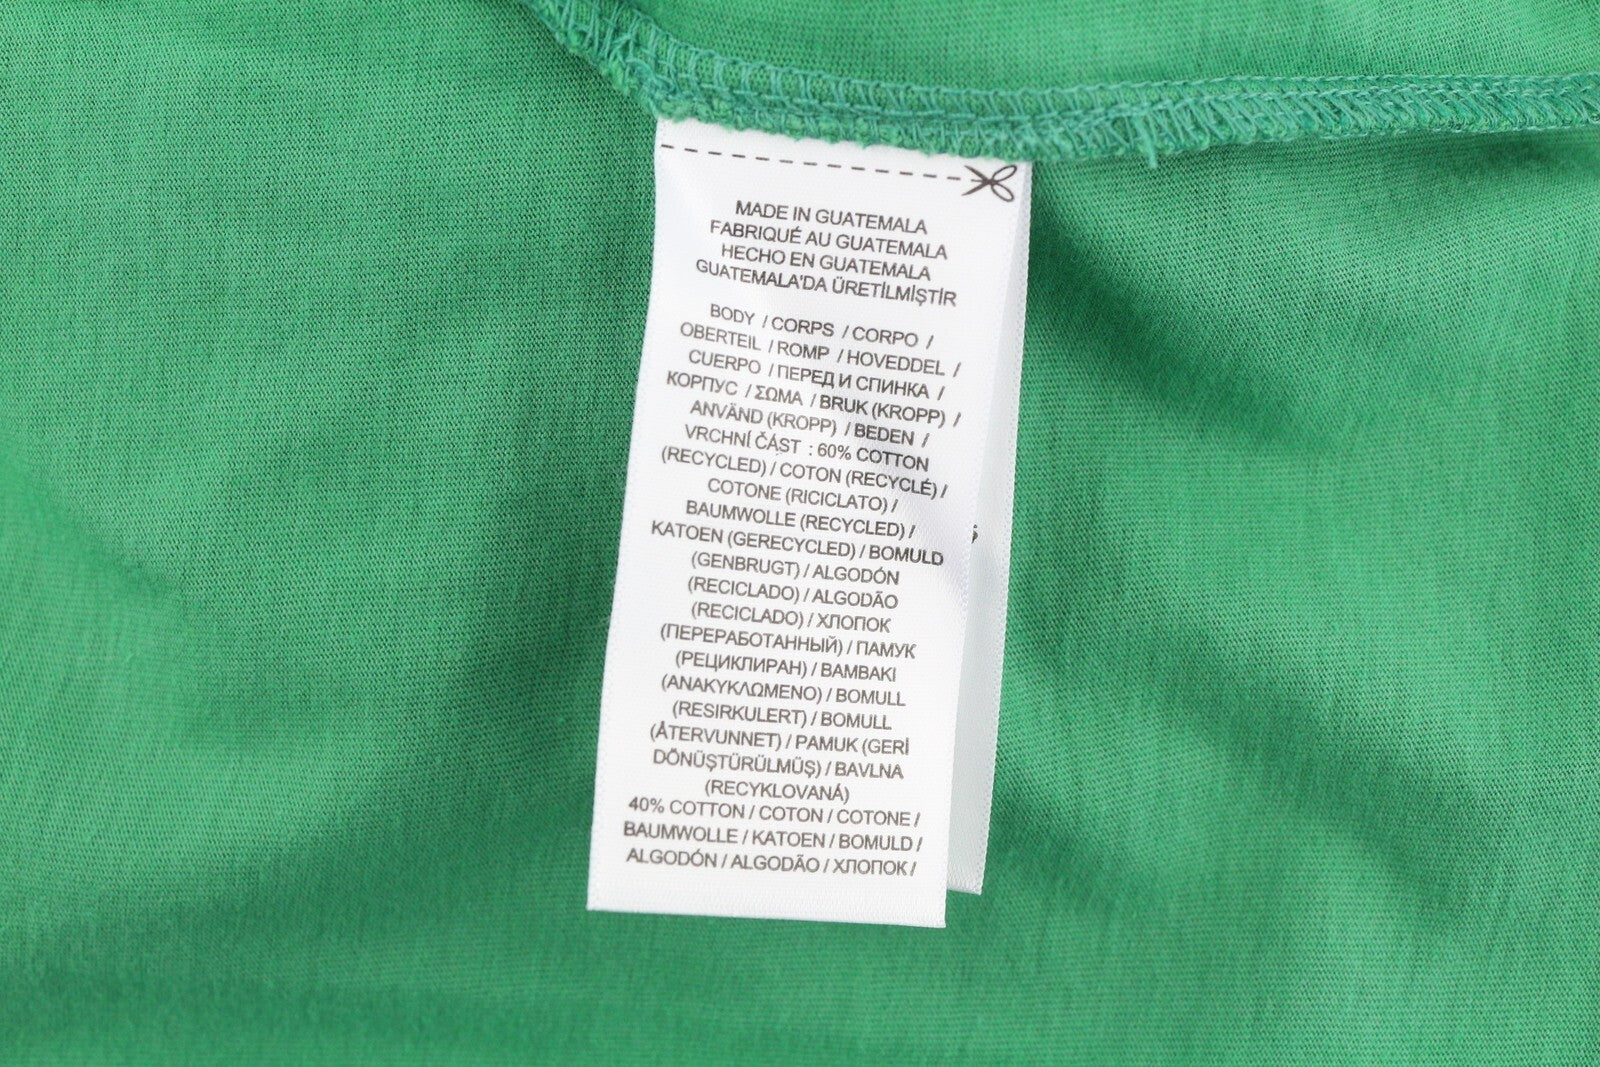 MADE IN GUATEMALA
FABRIQUÉ AU GUATEMALA
HECHO EN GUATEMALA
GUATEMALA'DA ÜRETİLMİŞTİR
BODY / CORPS / CORPO /
OBERTEIL / ROMP / HOVEDDEL /
CUERPO / ПЕРЕД И СПИНКА /
КОРПУС / ΣΩΜΑ / BRUK (KROPP) /
ANVÄND (KROPP) / BEDEN /
VRCHNÍ ČÁST : 60% COTTON
(RECYCLED) / COTON (RECYCLÉ) /
COTONE (RICICLATO) /
BAUMWOLLE (RECYCLED) /
KATOEN (GERECYCLED) / BOMULD
(GENBRUGT) / ALGODÓN
(RECICLADO) / ALGODÃO
(RECICLADO) / ХЛОПОК
(ПЕРЕРАБОТАННЫЙ) / ПАМУК
(РЕЦИКЛИРАН) / ΒΑΜΒΑΚΙ
(ΑΝΑΚΥΚΛΩΜΕΝΟ) / BOMULL
(RESIRKULERT) / BOMULL
(ÅTERVUNNET) / PAMUK (GERİ
DÖNÜŞTÜRÜLMÜŞ) / BAVLNA
(RECYKLOVANÁ)
40% COTTON / COTON / COTONE /
BAUMWOLLE / KATOEN / BOMULD /
ALGODÓN / ALGODÃO / ХЛОПОК /